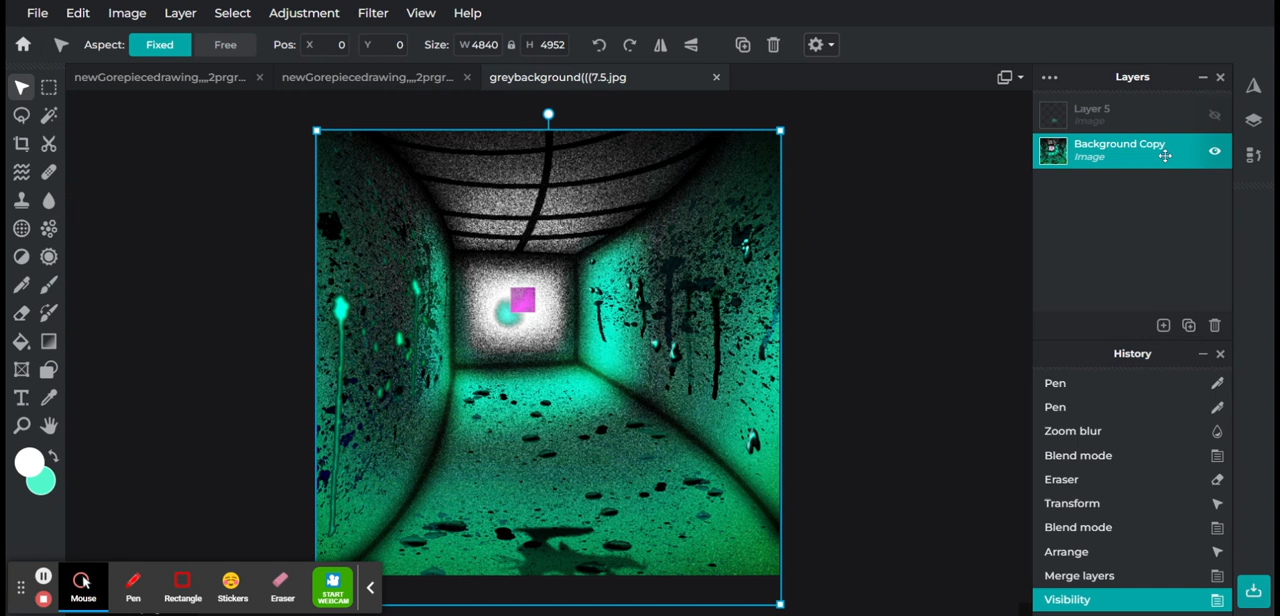 File Edit Image Layer Select Adjustment Filter View Help
Aspect: Fixed Free Pos: X 0 Y 0 Size: W 4840 H 4952
newGorepiecedrawing,,,,2prgr... newGorepiecedrawing,,,,2prgr... greybackground(((7.5.jpg
Layers
Layer 5
Image
Background Copy
Image
History
Pen
Pen
Zoom blur
Blend mode
Eraser
Transform
Blend mode
Arrange
Merge layers
Visibility
Mouse Pen Rectangle Stickers Eraser START WEBCAM